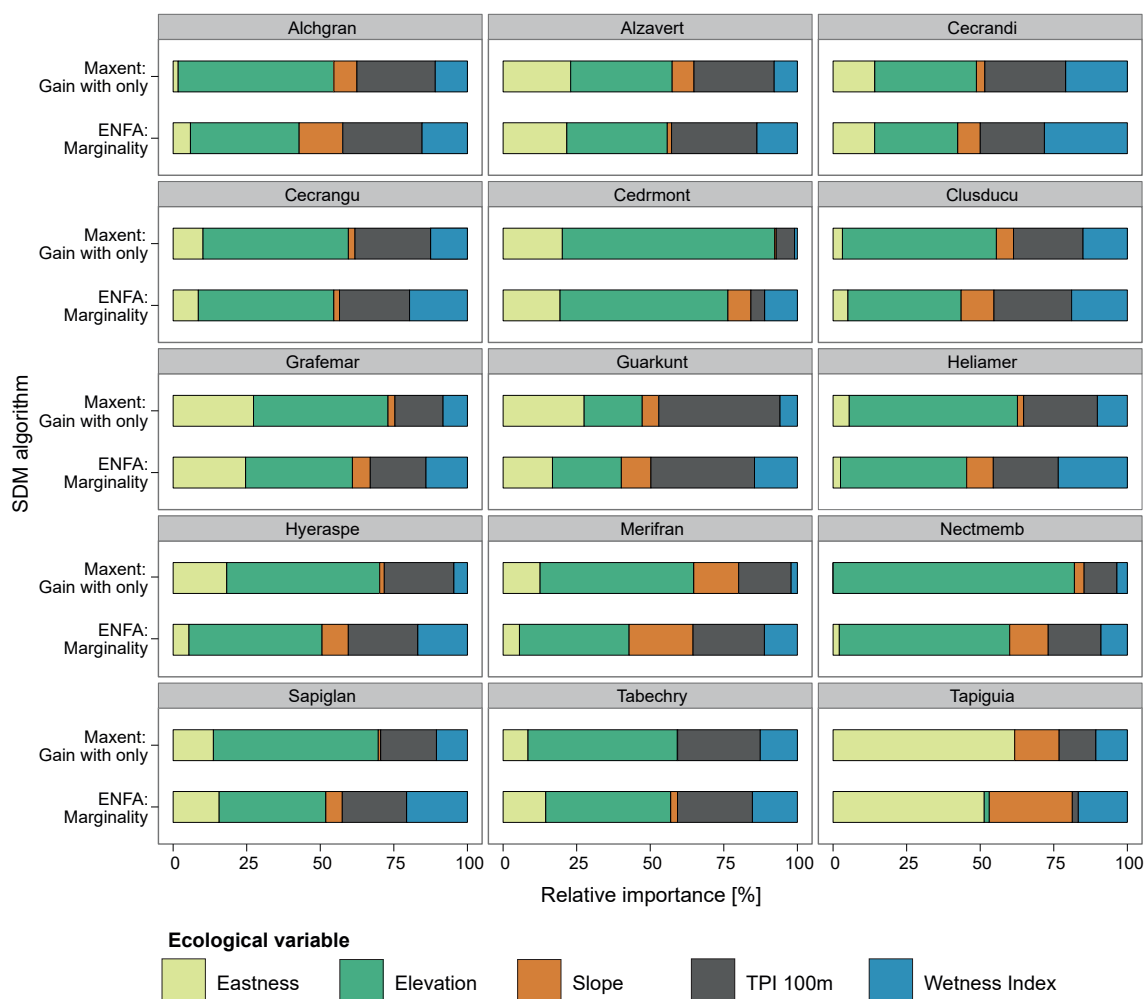 Alchgran Alzavert Cecrandi
Maxent:
Gain with only
ENFA:
Marginality
Cecrangu Cedrmont Clusducu
Maxent:
Gain with only
ENFA:
Marginality
Grafemar Guarkunt Heliamer
Maxent:
Gain with only
ENFA:
Marginality
Hyeraspe Merifran Nectmemb
Maxent:
Gain with only
ENFA:
Marginality
Sapiglan Tabechry Tapiguia
Maxent:
Gain with only
ENFA:
Marginality
SDM algorithm
0 25 50 75 100 0 25 50 75 100 0 25 50 75 100
Relative importance [%]
Ecological variable
Eastness Elevation Slope TPI 100m Wetness Index